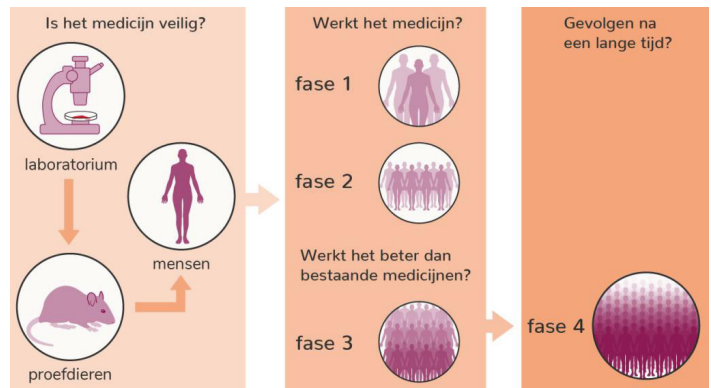 Is het medicijn veilig?
laboratorium
mensen
proefdieren
Werkt het medicijn?
fase 1
fase 2
Werkt het beter dan
bestaande medicijnen?
fase 3
Gevolgen na
een lange tijd?
fase 4